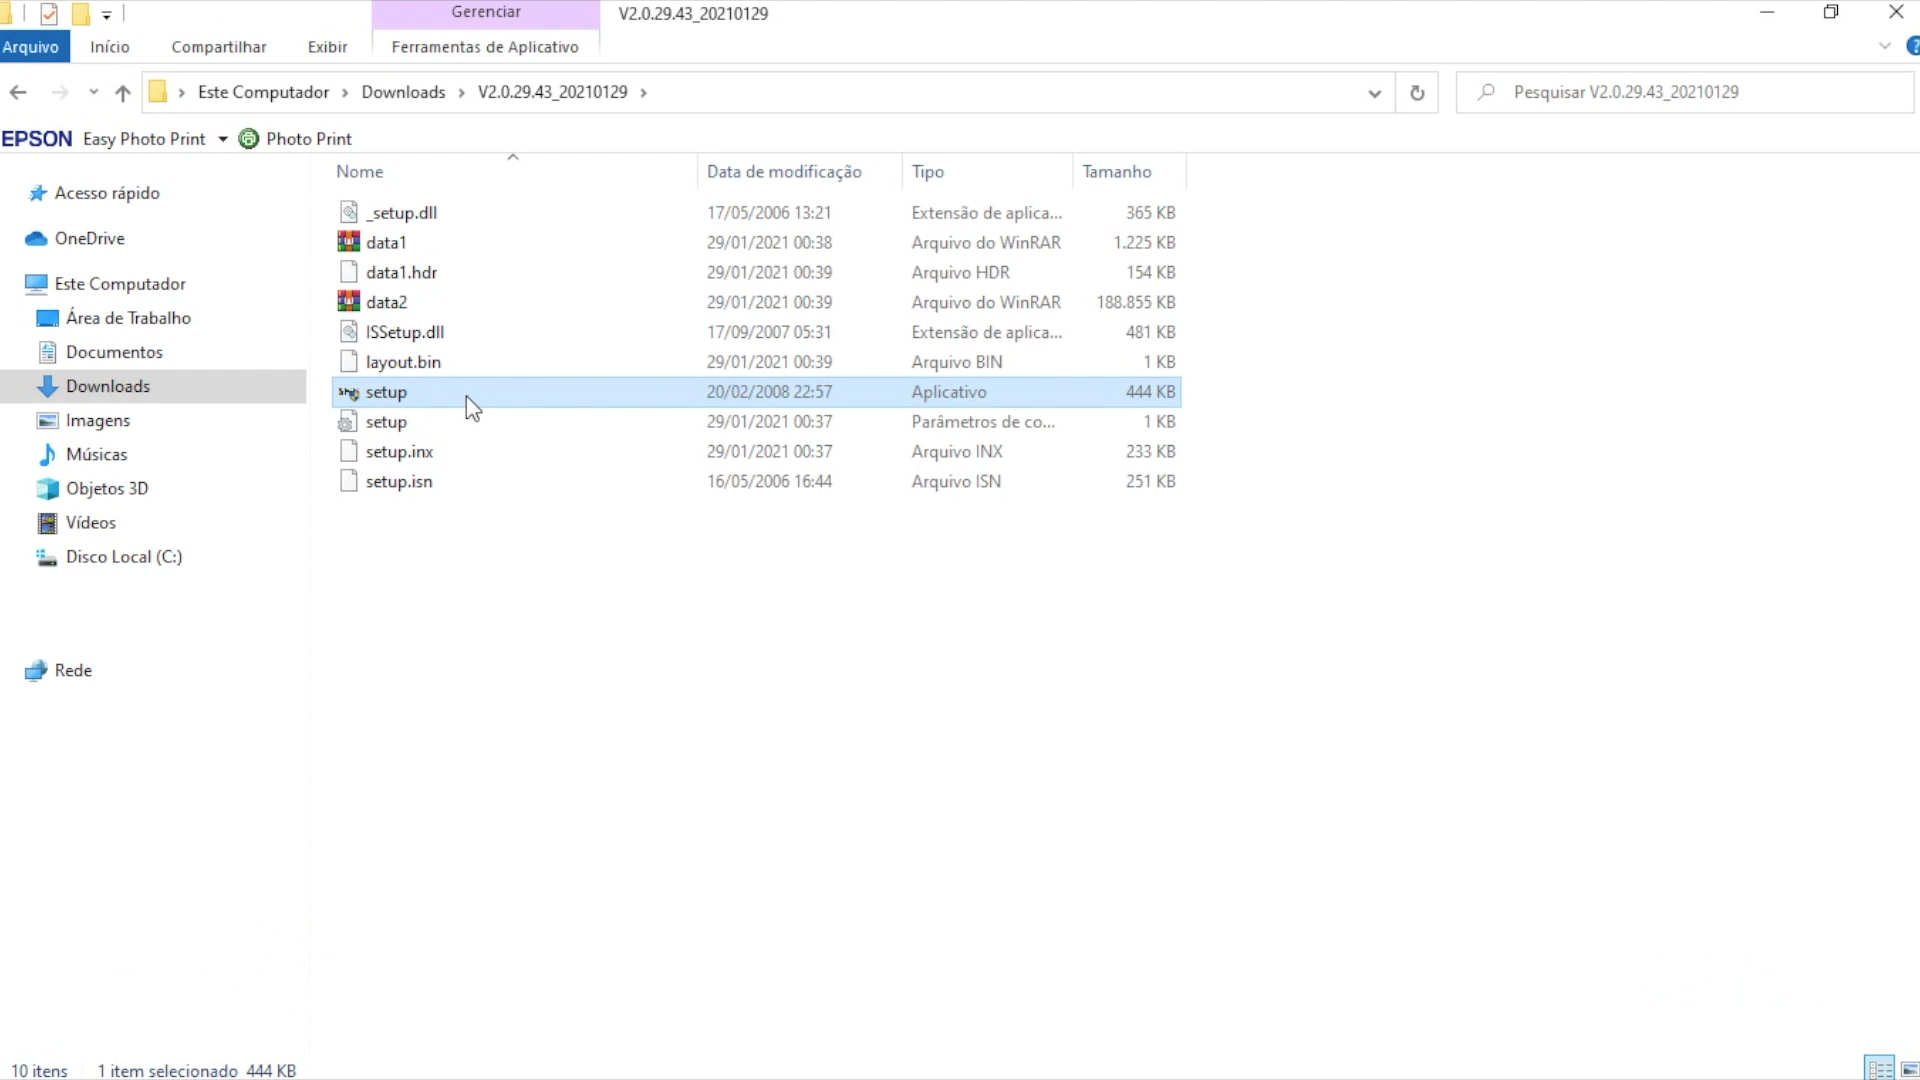 Gerenciar V2.0.29.43_20210129
Arquivo Início Compartilhar Exibir Ferramentas de Aplicativo ?
Este Computador Downloads V2.0.29.43_20210129 Pesquisar V2.0.29.43_20210129
EPSON Easy Photo Print Photo Print
Acesso rápido
OneDrive
Este Computador
Área de Trabalho
Documentos
Downloads
Imagens
Músicas
Objetos 3D
Vídeos
Disco Local (C:)
Rede
Nome Data de modificação Tipo Tamanho
_setup.dll 17/05/2006 13:21 Extensão de aplica... 365 KB
data1 29/01/2021 00:38 Arquivo do WinRAR 1.225 KB
data1.hdr 29/01/2021 00:39 Arquivo HDR 154 KB
data2 29/01/2021 00:39 Arquivo do WinRAR 188.855 KB
ISSetup.dll 17/09/2007 05:31 Extensão de aplica... 481 KB
layout.bin 29/01/2021 00:39 Arquivo BIN 1 KB
setup 20/02/2008 22:57 Aplicativo 444 KB
setup 29/01/2021 00:37 Parâmetros de co... 1 KB
setup.inx 29/01/2021 00:37 Arquivo INX 233 KB
setup.isn 16/05/2006 16:44 Arquivo ISN 251 KB
10 itens 1 item selecionado 444 KB